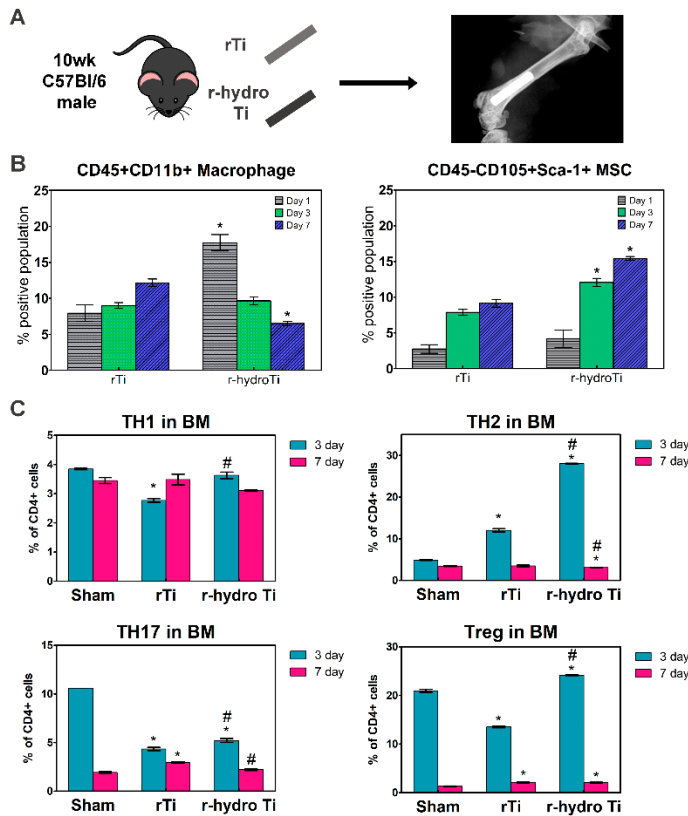 A
10wk
C57Bl/6
male
rTi
r-hydro
Ti
B
CD45+CD11b+ Macrophage
% positive population
25
20
15
10
5
0
Day 1
Day 3
Day 7
*
*
rTi
r-hydroTi
CD45-CD105+Sca-1+ MSC
% positive population
25
20
15
10
5
0
Day 1
Day 3
Day 7
*
*
rTi
r-hydroTi
C
TH1 in BM
% of CD4+ cells
5
4
3
2
1
0
3 day
7 day
*
#
Sham
rTi
r-hydro Ti
TH2 in BM
% of CD4+ cells
30
20
10
0
3 day
7 day
*
#
*
#
*
Sham
rTi
r-hydro Ti
TH17 in BM
% of CD4+ cells
15
10
5
0
3 day
7 day
*
*
#
*
#
Sham
rTi
r-hydro Ti
Treg in BM
% of CD4+ cells
30
20
10
0
3 day
7 day
*
*
#
*
*
Sham
rTi
r-hydro Ti